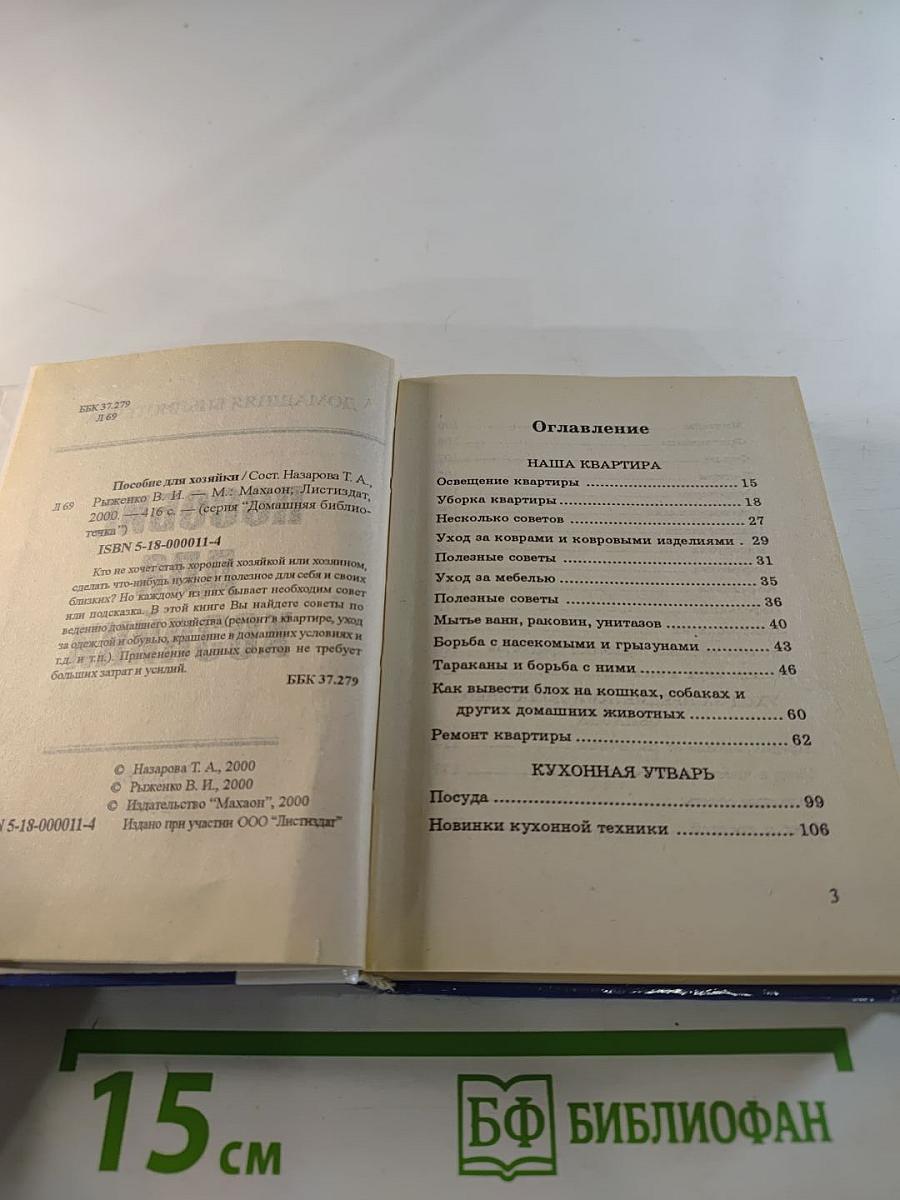 ББК 37.279
Л 69
Пособие для хозяйки / Сост. Назарова Т. А.,
Л 69 Рыженко В. И. — М.: Махаон; Листиздат,
2000. — 416 с. — (серия "Домашняя библио-
течка")
ISBN 5-18-000011-4
Кто не хочет стать хорошей хозяйкой или хозяином,
сделать что-нибудь нужное и полезное для себя и своих
близких? Но каждому из них бывает необходим совет
или подсказка. В этой книге Вы найдете советы по
ведению домашнего хозяйства (ремонт в квартире, уход
за одеждой и обувью, крашение в домашних условиях и
т.д. и т.п.). Применение данных советов не требует
больших затрат и усилий.
ББК 37.279
© Назарова Т. А., 2000
© Рыженко В. И., 2000
© Издательство "Махаон", 2000
5-18-000011-4 Издано при участии ООО "Листиздат"
Оглавление
НАША КВАРТИРА
Освещение квартиры ........................ 15
Уборка квартиры ........................ 18
Несколько советов ........................ 27
Уход за коврами и ковровыми изделиями . 29
Полезные советы ........................ 31
Уход за мебелью ........................ 35
Полезные советы ........................ 36
Мытье ванн, раковин, унитазов ................ 40
Борьба с насекомыми и грызунами ............ 43
Тараканы и борьба с ними ..................... 46
Как вывести блох на кошках, собаках и
других домашних животных .............. 60
Ремонт квартиры ........................ 62
КУХОННАЯ УТВАРЬ
Посуда ........................ 99
Новинки кухонной техники .................. 106
3
15 см
БФ БИБЛИОФАН